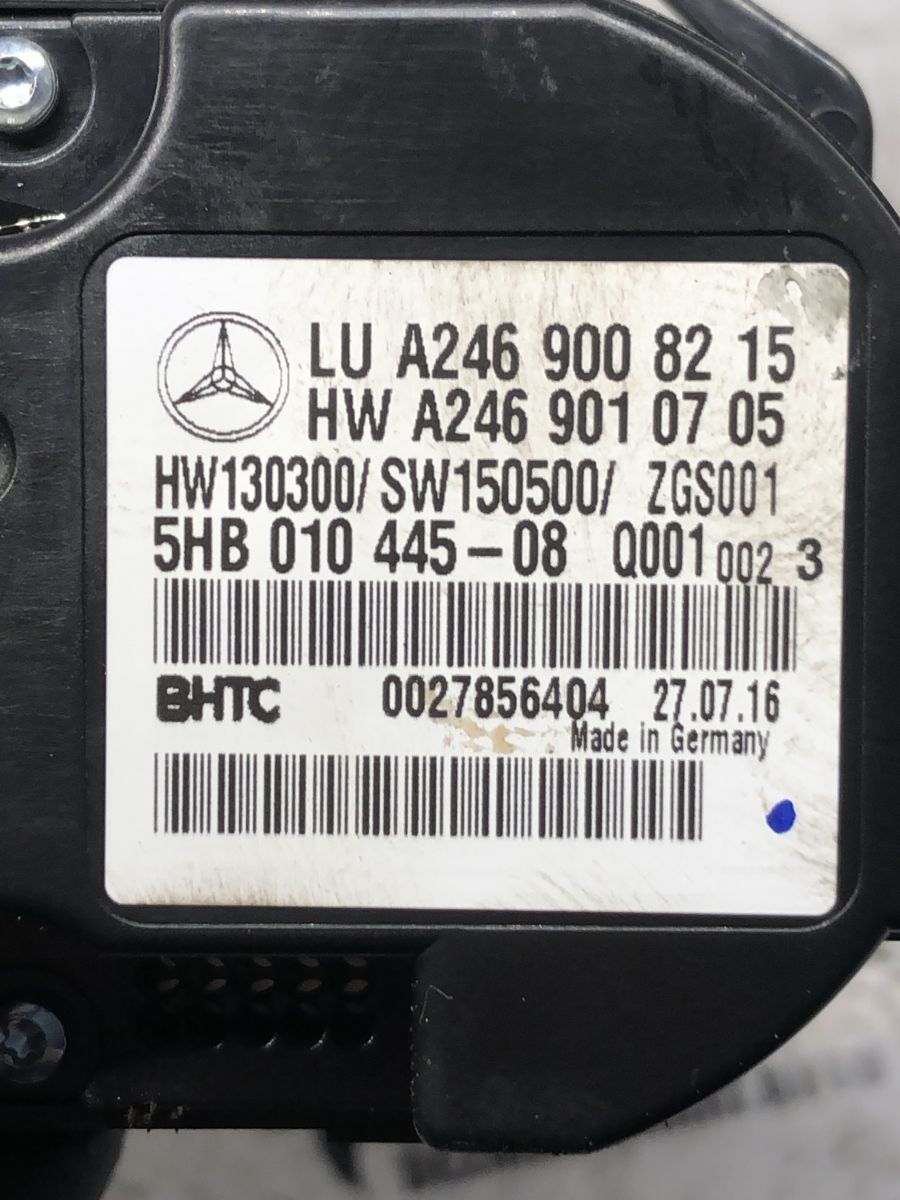 LU A246 900 82 15
HW A246 901 07 05
HW130300/ SW150500/ ZGS001
5HB 010 445-08 Q001 002 3
BHTC 0027856404 27.07.16
Made in Germany